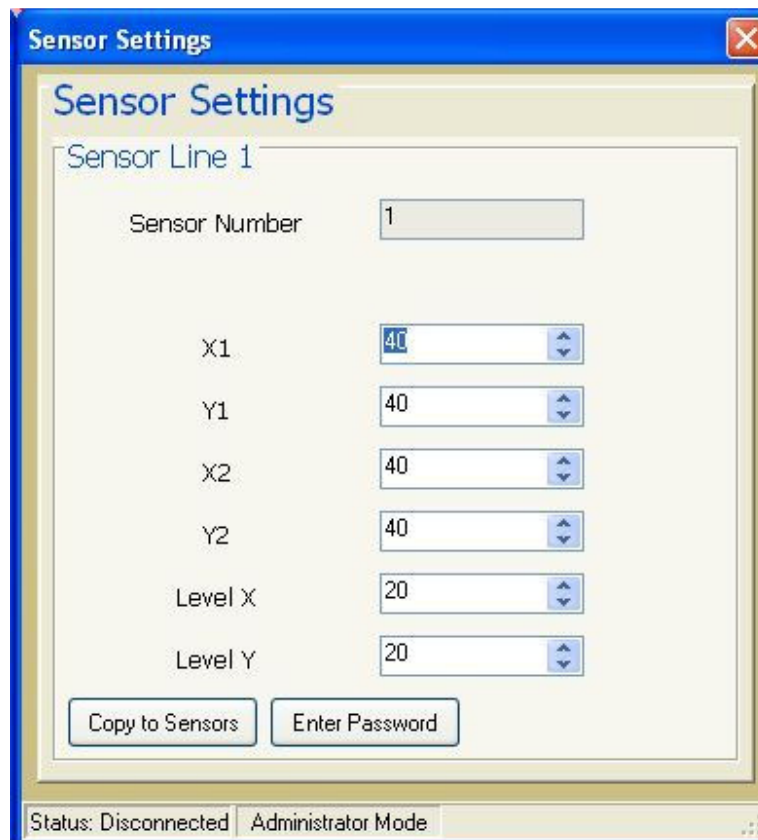 Sensor Settings
Sensor Settings
Sensor Line 1
Sensor Number 1
X1 40
Y1 40
X2 40
Y2 40
Level X 20
Level Y 20
Copy to Sensors Enter Password
Status: Disconnected Administrator Mode